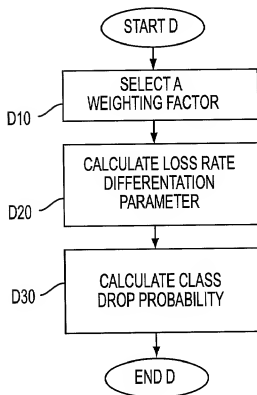 START D
SELECT A
WEIGHTING FACTOR
D10
CALCULATE LOSS RATE
DIFFERENTATION
PARAMETER
D20
CALCULATE CLASS
DROP PROBABILITY
D30
END D